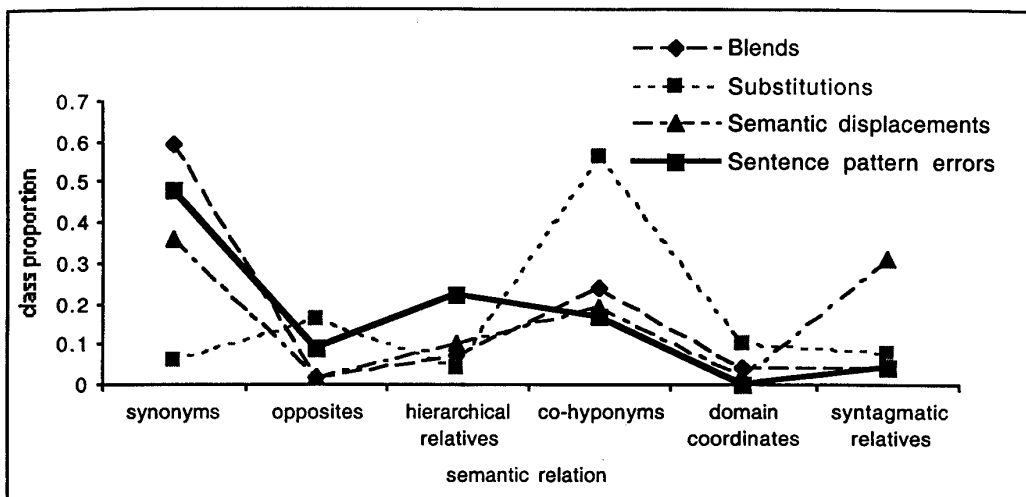 Blends
Substitutions
Semantic displacements
Sentence pattern errors
0.7
0.6
0.5
0.4
0.3
0.2
0.1
0
class proportion
synonyms
opposites
hierarchical
relatives
co-hyponyms
domain
coordinates
syntagmatic
relatives
semantic relation